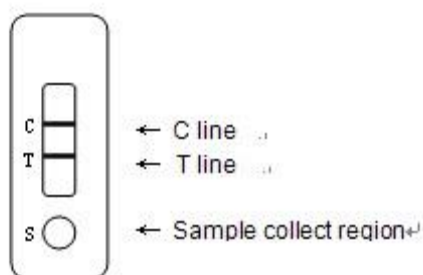 C ← C line ↲
T ← T line ↲
S ← Sample collect region↵